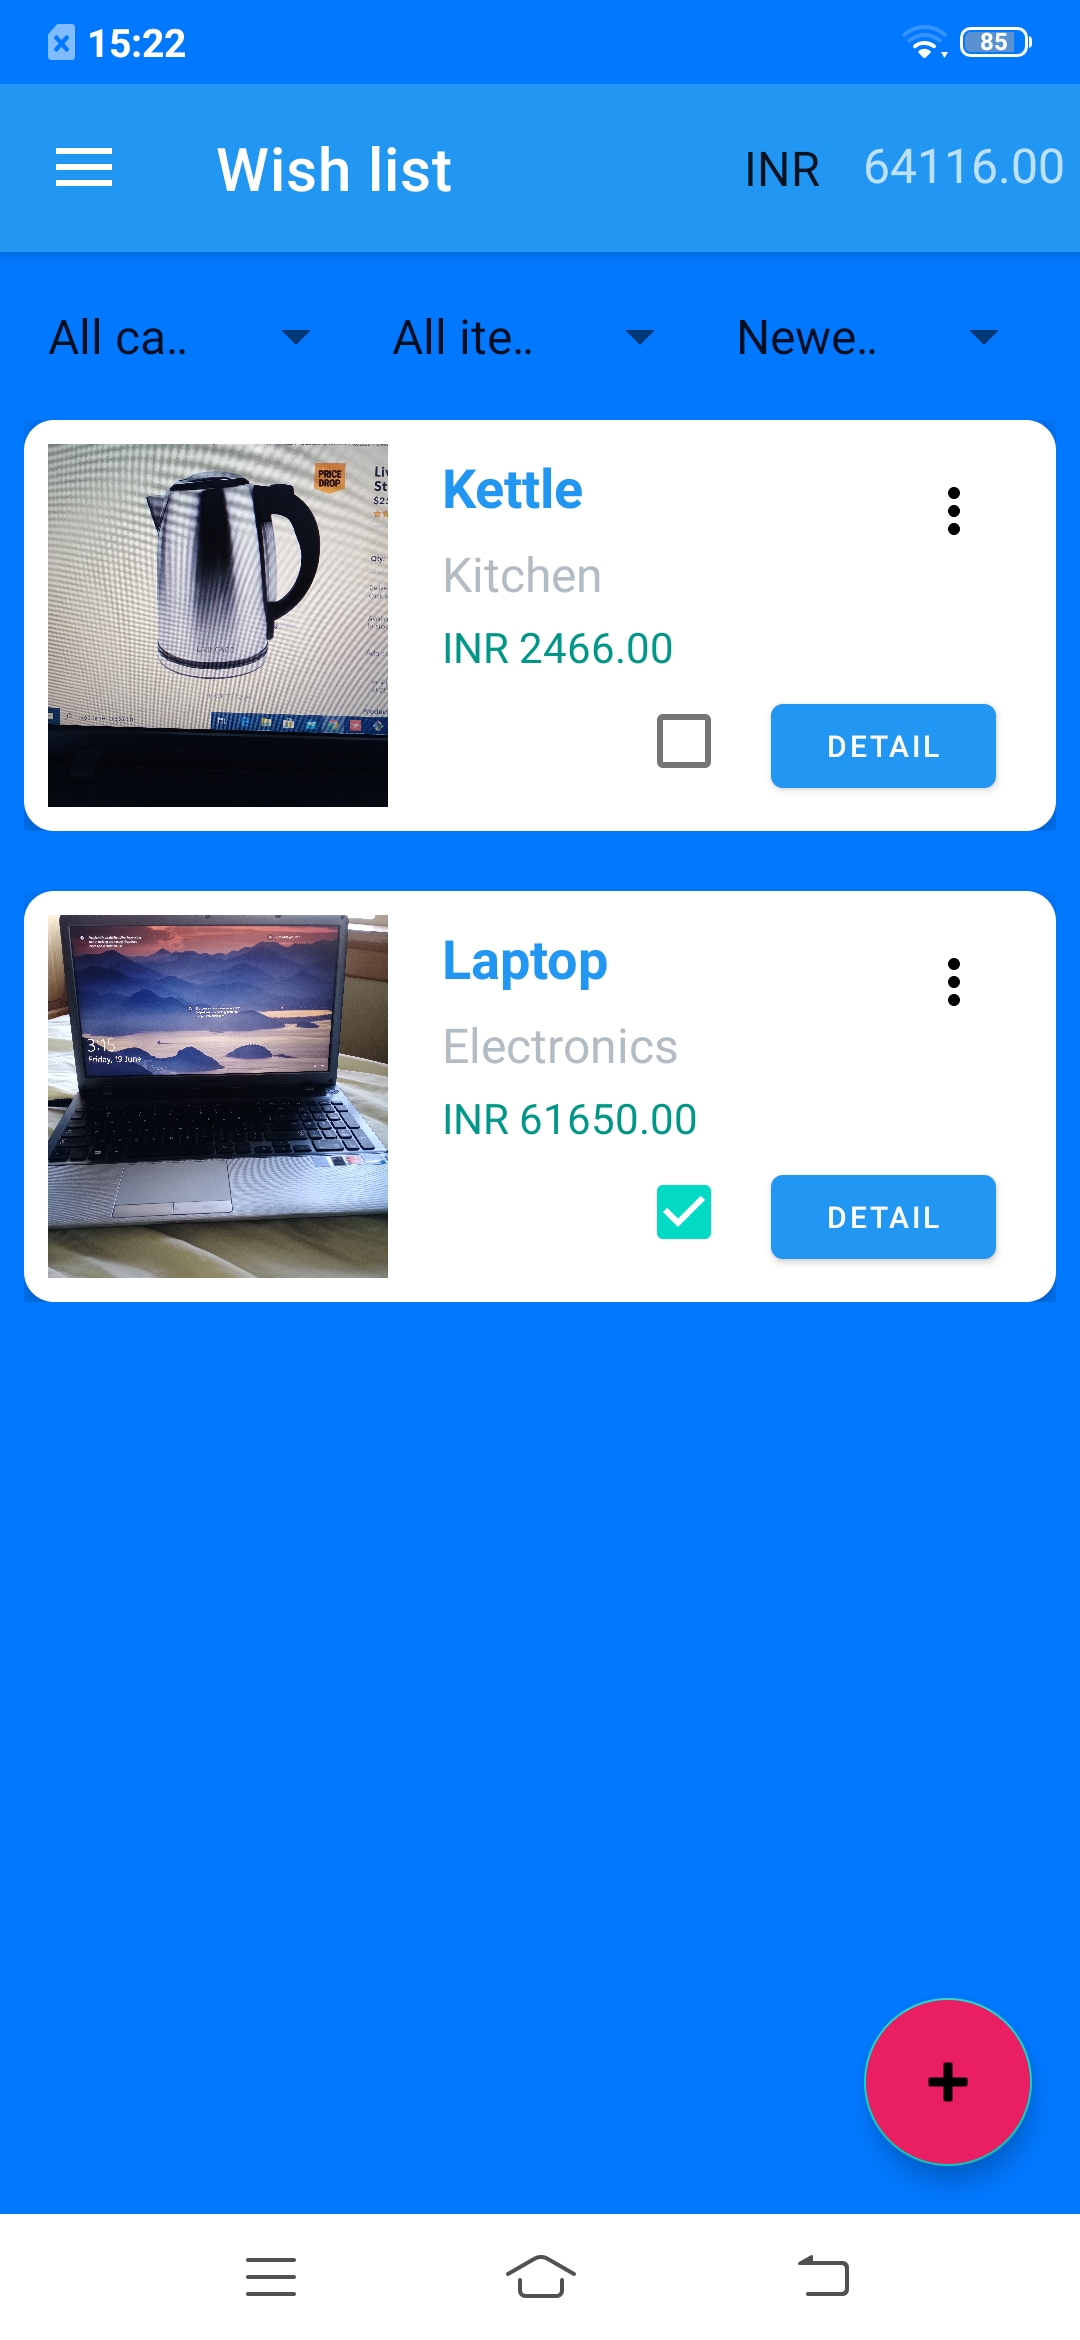 15:22
85
Wish list
INR 64116.00
All ca..
All ite..
Newe..
PRICE DROP
Kettle
Kitchen
INR 2466.00
DETAIL
3:15
Friday, 19 June
Laptop
Electronics
INR 61650.00
DETAIL